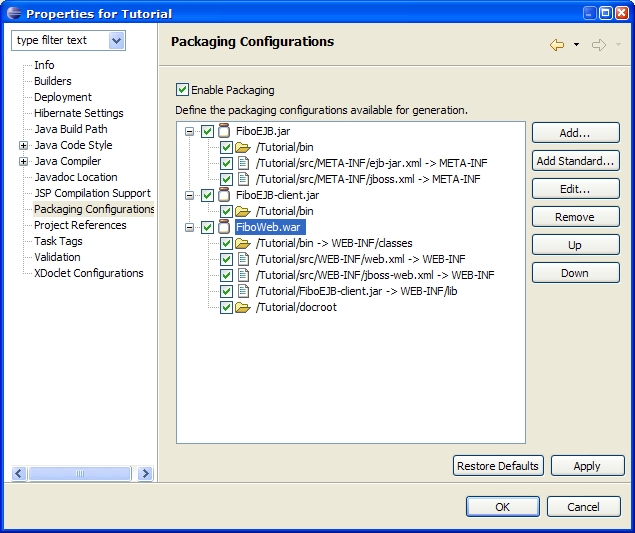 Properties for Tutorial
type filter text
Packaging Configurations
Info
Builders
Deployment
Hibernate Settings
Java Build Path
Java Code Style
Java Compiler
Javadoc Location
JSP Compilation Support
Packaging Configurations
Project References
Task Tags
Validation
XDoclet Configurations
Enable Packaging
Define the packaging configurations available for generation.
FiboEJB.jar
/Tutorial/bin
/Tutorial/src/META-INF/ejb-jar.xml -> META-INF
/Tutorial/src/META-INF/jboss.xml -> META-INF
FiboEJB-client.jar
/Tutorial/bin
FiboWeb.war
/Tutorial/bin -> WEB-INF/classes
/Tutorial/src/WEB-INF/web.xml -> WEB-INF
/Tutorial/src/WEB-INF/jboss-web.xml -> WEB-INF
/Tutorial/FiboEJB-client.jar -> WEB-INF/lib
/Tutorial/docroot
Add...
Add Standard...
Edit...
Remove
Up
Down
Restore Defaults
Apply
OK
Cancel